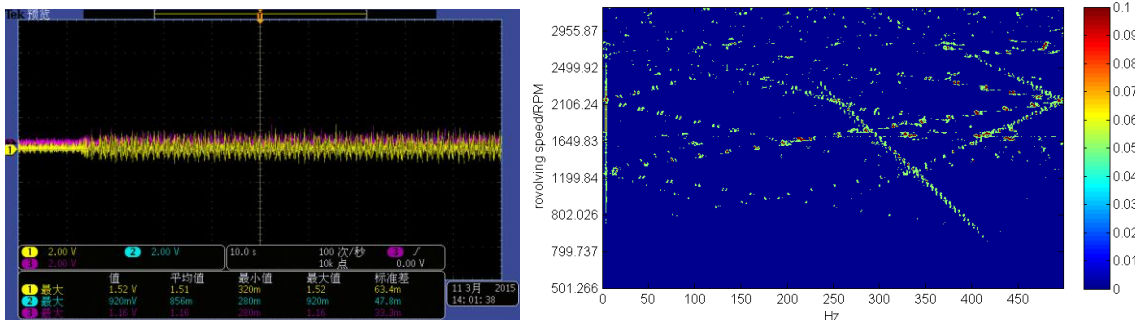 Tek 预览
1
1 2.00 V 2 2.00 V 10.0 s 100 次/秒 3
3 2.00 V 10k 点 0.00 V
值 平均值 最小值 最大值 标准差
1 最大 1.52 V 1.51 320m 1.52 63.4m
2 最大 920mV 856m 280m 920m 47.8m
3 最大 1.16 V 1.16 280m 1.16 33.3m
11 3月 2015
14:01:38
rovolving speed/RPM
2955.87
2499.92
2106.24
1649.83
1199.84
802.026
799.737
501.266
0 50 100 150 200 250 300 350 400 450
Hz
0.1
0.09
0.08
0.07
0.06
0.05
0.04
0.03
0.02
0.01
0